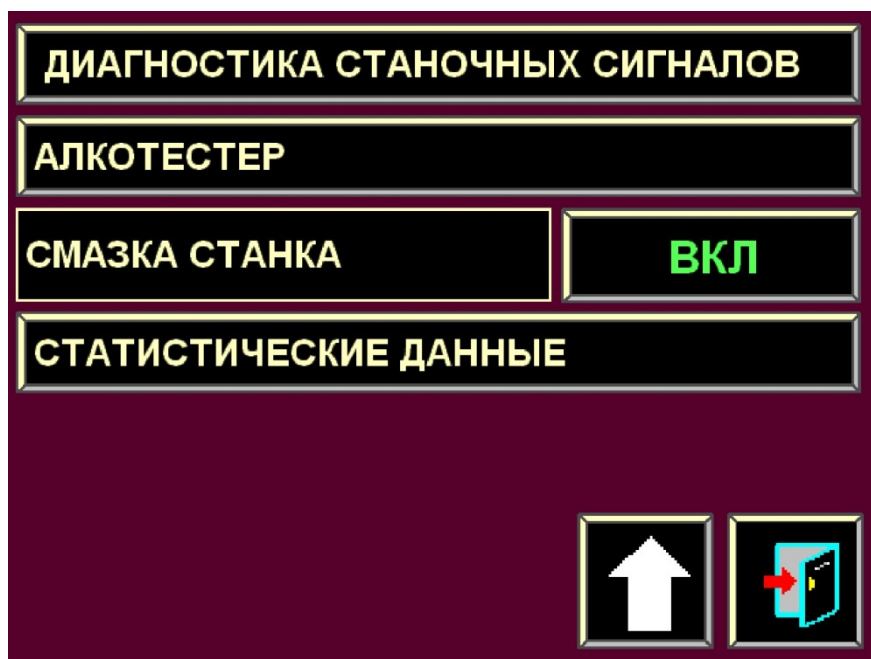 ДИАГНОСТИКА СТАНОЧНЫХ СИГНАЛОВ
АЛКОТЕСТЕР
СМАЗКА СТАНКА
ВКЛ
СТАТИСТИЧЕСКИЕ ДАННЫЕ